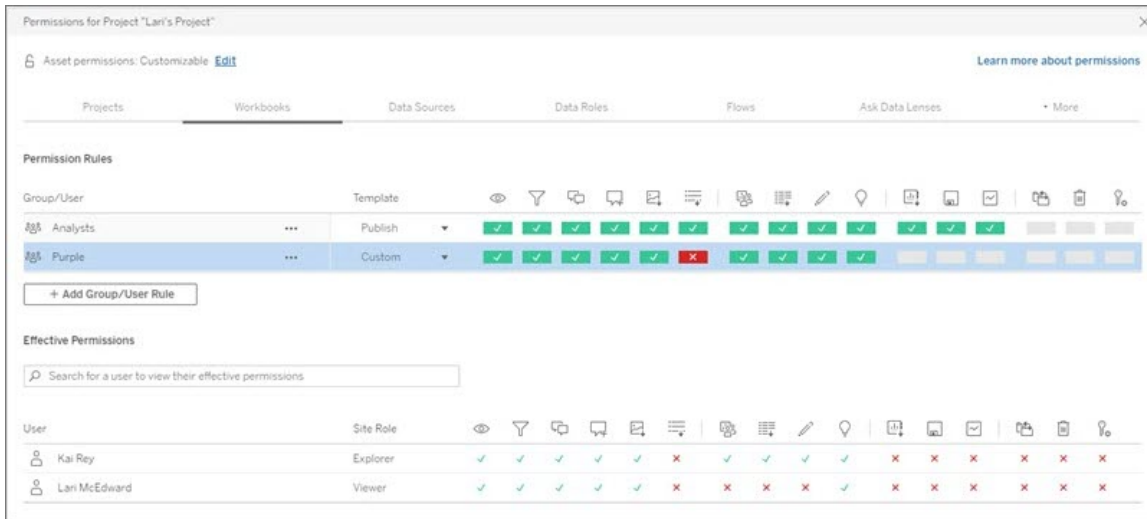 Permissions for Project "Lari's Project"
Asset permissions: Customizable Edit
Learn more about permissions
Projects Workbooks Data Sources Data Roles Flows Ask Data Lenses • More
Permission Rules
Group/User Template
Analysts ••• Publish
Purple ••• Custom
+ Add Group/User Rule
Effective Permissions
Search for a user to view their effective permissions
User Site Role
Kai Rey Explorer
Lari McEdward Viewer